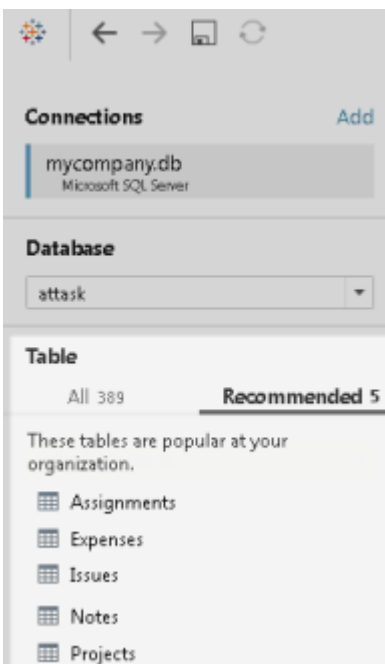 Connections Add
mycompany.db
Microsoft SQL Server
Database
attask
Table
All 389 Recommended 5
These tables are popular at your
organization.
Assignments
Expenses
Issues
Notes
Projects